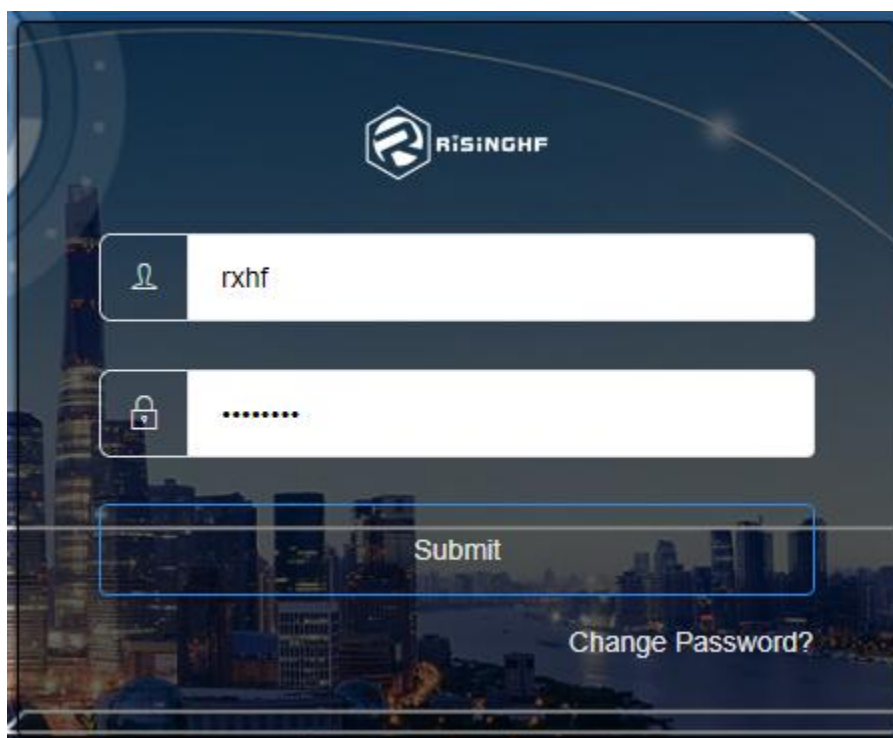 RiSiNGHF
rxhf
••••••••
Submit
Change Password?